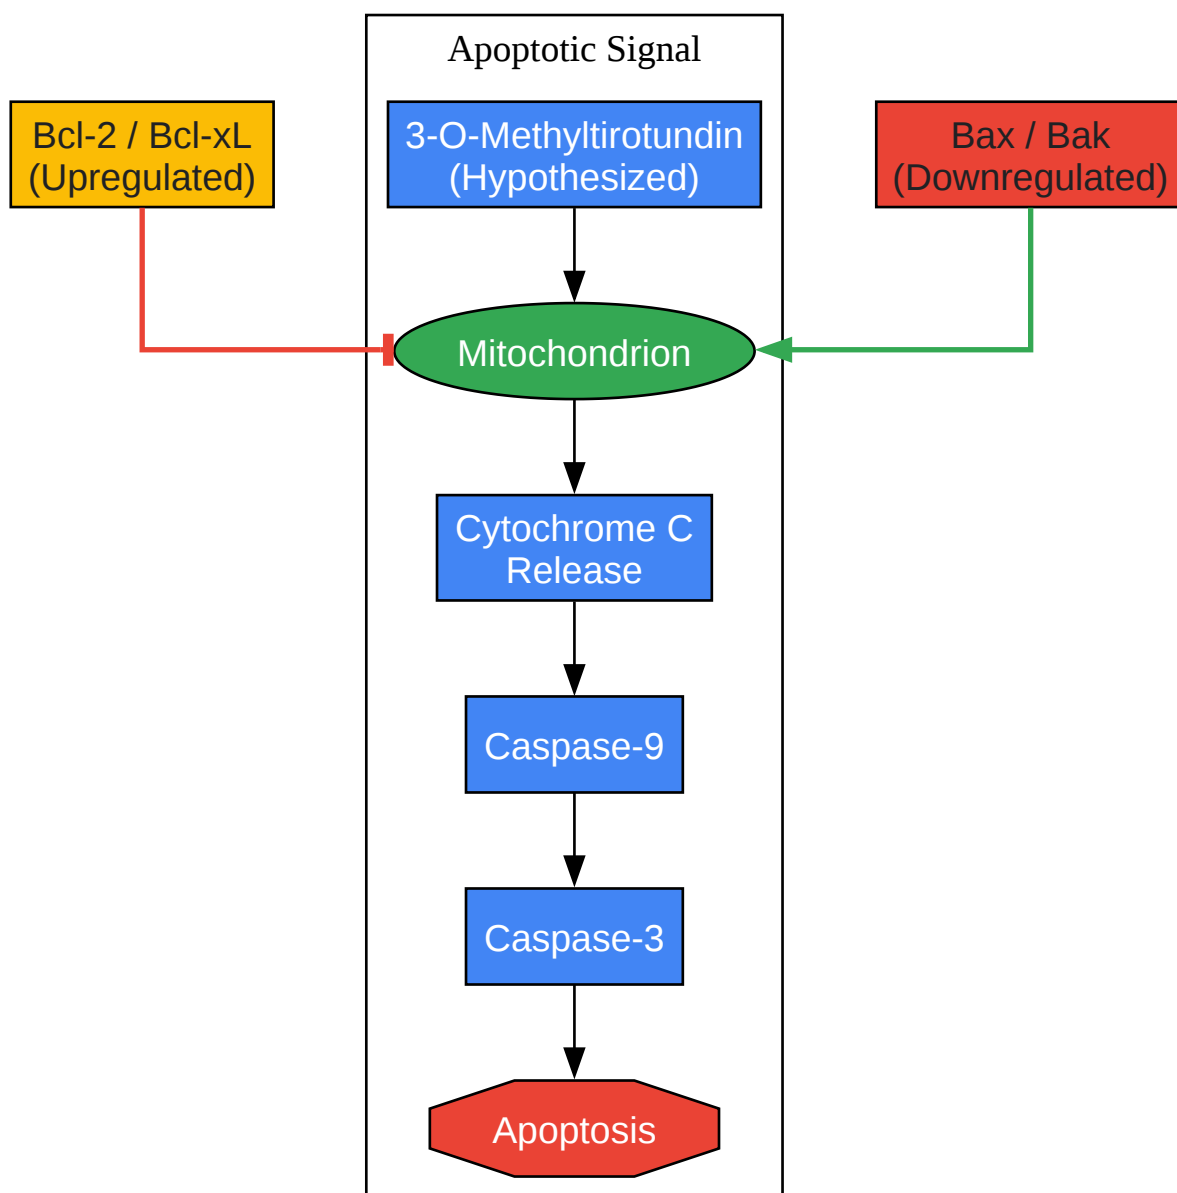 Apoptotic Signal
Bcl-2 / Bcl-xL
(Upregulated)
3-O-Methyltirotundin
(Hypothesized)
Bax / Bak
(Downregulated)
Mitochondrion
Cytochrome C
Release
Caspase-9
Caspase-3
Apoptosis